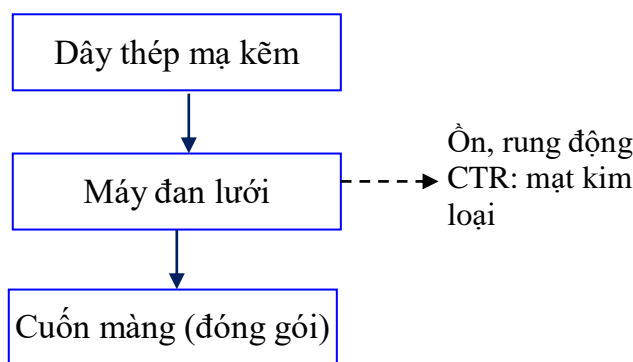 Dây thép mạ kẽm
Ồn, rung động
Máy đan lưới
CTR: mạt kim
loại
Cuốn màng (đóng gói)